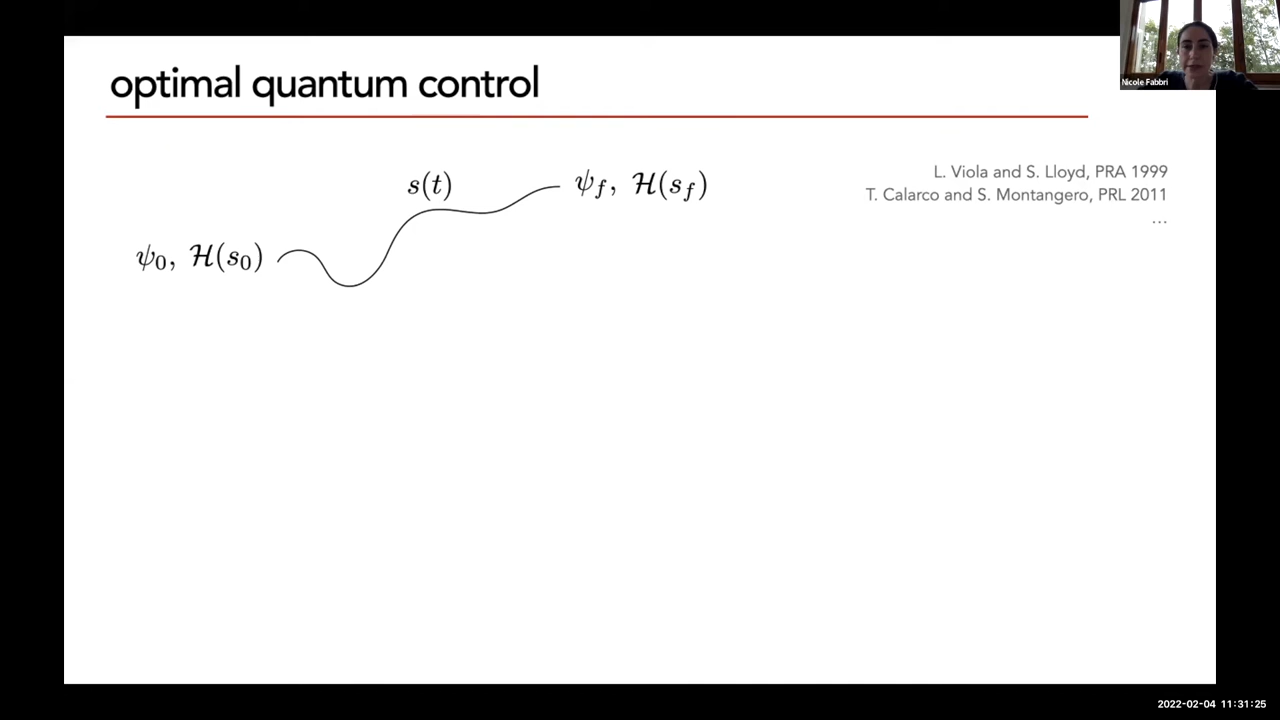 optimal quantum control
s(t)
ψ_f, H(s_f)
ψ_0, H(s_0)
L. Viola and S. Lloyd, PRA 1999
T. Calarco and S. Montangero, PRL 2011
...
Nicole Fabbri
2022-02-04 11:31:25